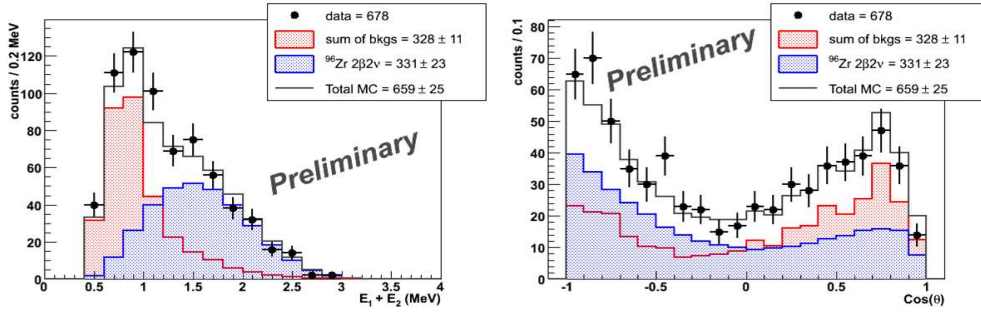 counts / 0.2 MeV
data = 678
sum of bkgs = 328 ± 11
⁹⁶Zr 2β2ν = 331 ± 23
Total MC = 659 ± 25
Preliminary
140
120
100
80
60
40
20
0
0 0.5 1 1.5 2 2.5 3 3.5 4
E₁ + E₂ (MeV)
counts / 0.1
data = 678
sum of bkgs = 328 ± 11
⁹⁶Zr 2β2ν = 331 ± 23
Total MC = 659 ± 25
Preliminary
80
70
60
50
40
30
20
10
0
-1 -0.5 0 0.5 1
Cos(θ)